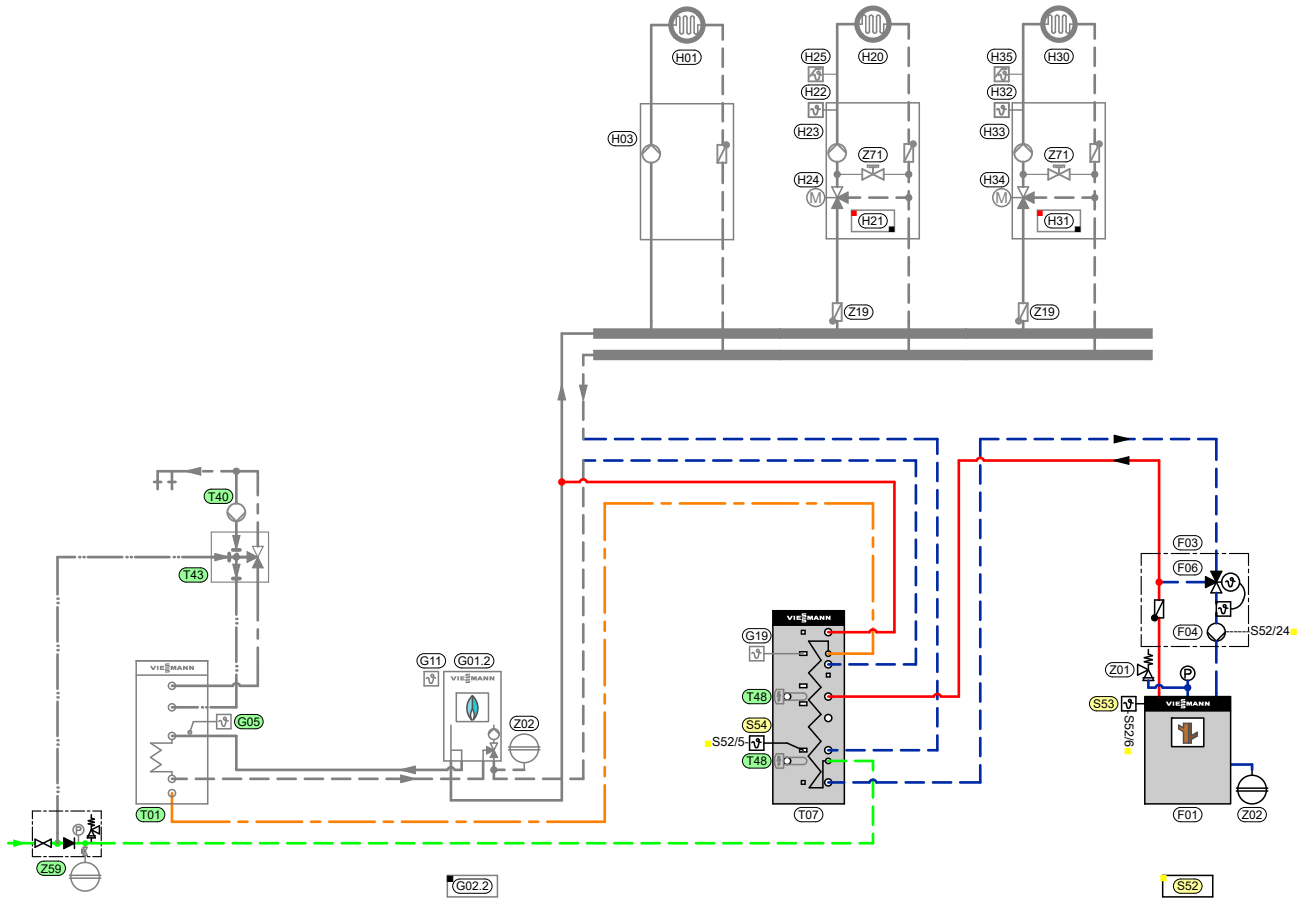 H01
H25
H20
H35
H30
H22
H32
H03
H23
H33
Z71
Z71
H24
H34
M
M
H21
H31
Z19
Z19
T40
T43
F03
F06
F04
S52/24
VIESMANN
G19
G11
G01.2
VIESMANN
VIESMANN
Z01
P
T48
S53
VIESMANN
G05
Z02
S54
S52/5
S52/6
T48
T01
T07
F01
Z02
P
Z59
G02.2
S52